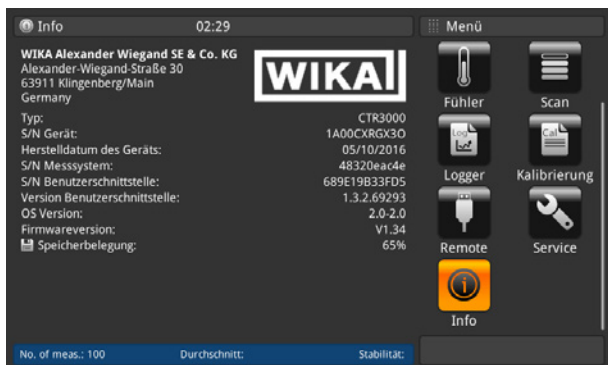 Info 02:29
WIKA Alexander Wiegand SE & Co. KG
Alexander-Wiegand-Straße 30
63911 Klingenberg/Main
Germany
WIKA
Typ: CTR3000
S/N Gerät: 1A00CXRGX3O
Herstelldatum des Geräts: 05/10/2016
S/N Messsystem: 48320eac4e
S/N Benutzerschnittstelle: 689E19B33FD5
Version Benutzerschnittstelle: 1.3.2.69293
OS Version: 2.0-2.0
Firmwareversion: V1.34
Speicherbelegung: 65%
No. of meas.: 100 Durchschnitt: Stabilität:
Menü
Fühler Scan
Log Cal
Logger Kalibrierung
Remote Service
Info